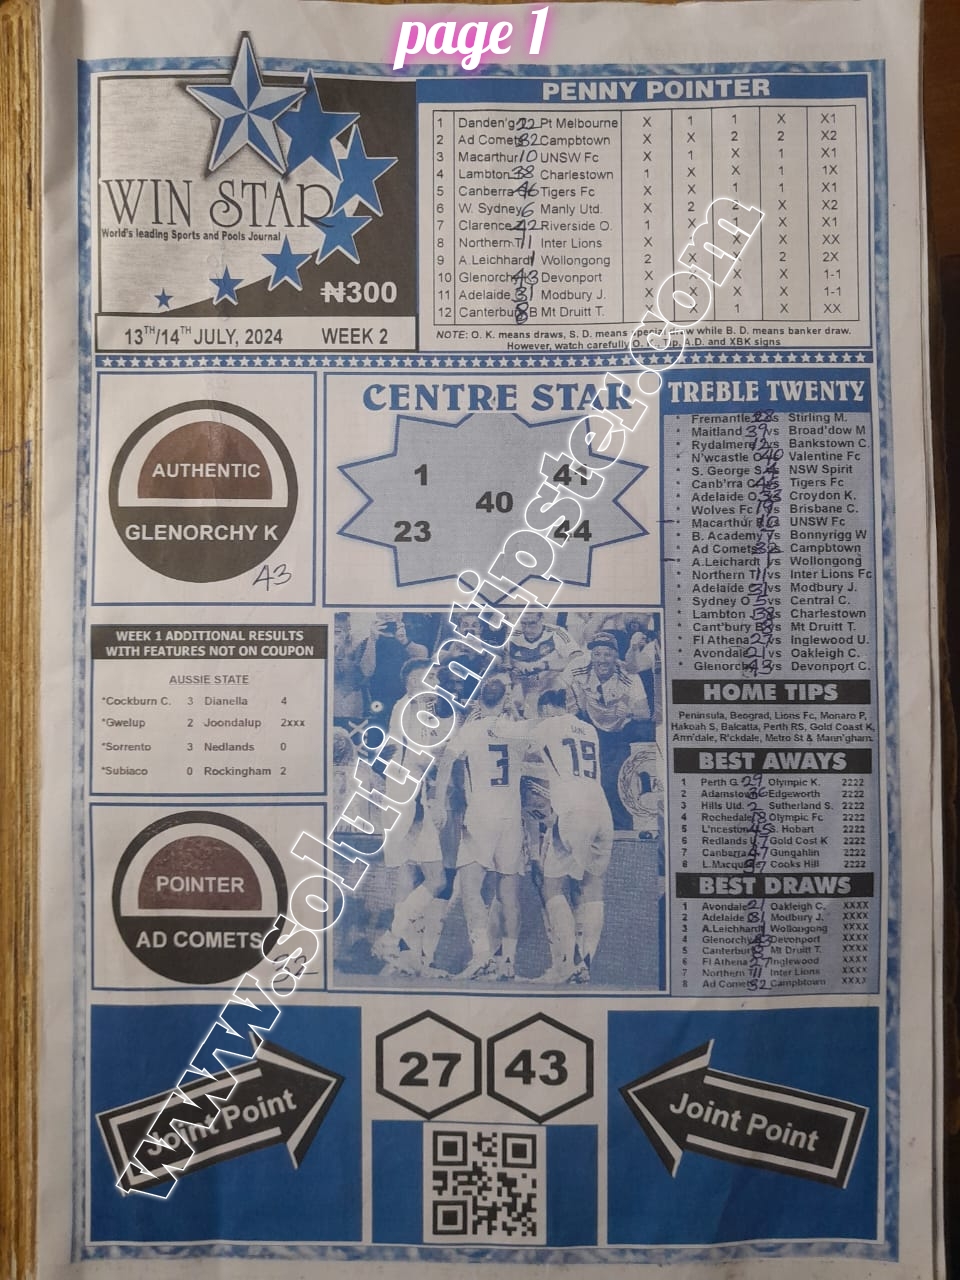 page 1
WIN STAR
World's leading Sports and Pools Journal
₦300
13TH/14TH JULY, 2024 WEEK 2
PENNY POINTER
1 Danden'g 22 Pt Melbourne X 1 1 X X1
2 Ad Comets 32 Campbtown X X 2 2 X2
3 Macarthur 10 UNSW Fc X 1 X 1 X1
4 Lambton 38 Charlestown 1 X X 1 1X
5 Canberra 46 Tigers Fc X X 1 1 X1
6 W. Sydney 6 Manly Utd. X 2 2 X X2
7 Clarence 42 Riverside O. 1 X 1 X X1
8 Northern T 11 Inter Lions X X X XX
9 A.Leichhardt 1 Wollongong 2 X X 2 2X
10 Glenorchy 43 Devonport X X X X 1-1
11 Adelaide 31 Modbury J. X X X X 1-1
12 Canterbury B 8 Mt Druitt T. X X 1 X XX
NOTE: O. K. means draws, S. D. means special draw while B. D. means banker draw.
However, watch carefully O. K., Tip, A.D. and XBK signs
AUTHENTIC
GLENORCHY K
43
CENTRE STAR
1 41
40
23 44
TREBLE TWENTY
* Fremantle 28 vs Stirling M.
* Maitland 39 vs Broad'dow M
* Rydalmere 12 vs Bankstown C.
* N'wcastle O 40 Valentine Fc
* S. George S 4 NSW Spirit
* Canb'rra C 45 vs Tigers Fc
* Adelaide O 33 Croydon K.
* Wolves Fc 19 vs Brisbane C.
* Macarthur 10 UNSW Fc
* B. Academy 7 vs Bonnyrigg W
* Ad Comets 32 Campbtown
* A.Leichardt 1 vs Wollongong
* Northern T 11 vs Inter Lions Fc
* Adelaide 31 vs Modbury J.
* Sydney O 5 vs Central C.
* Lambton J 38 vs Charlestown
* Cant'bury B 8 vs Mt Druitt T.
* Fl Athena 27 vs Inglewood U.
* Avondale 21 vs Oakleigh C.
* Glenorchy 43 vs Devonport C.
HOME TIPS
Peninsula, Beograd, Lions Fc, Monaro P,
Hakoah S, Balcatta, Perth RS, Gold Coast K,
Arm'dale, R'ckdale, Metro St & Mann'gham.
BEST AWAYS
1 Perth G 29 Olympic K. 2222
2 Adamstown 36 Edgeworth 2222
3 Hills Utd. 2 Sutherland S. 2222
4 Rochedale 18 Olympic Fc 2222
5 L'nceston 45 S. Hobart 2222
6 Redlands U 17 Gold Cost K 2222
7 Canberra 47 Gungahlin 2222
8 L.Macquarie 37 Cooks Hill 2222
BEST DRAWS
1 Avondale 21 Oakleigh C. XXXX
2 Adelaide 31 Modbury J. XXXX
3 A.Leichhardt Wollongong XXXX
4 Glenorchy 43 Devonport XXXX
5 Canterbury 8 Mt Druitt T. XXXX
6 Fl Athena 27 Inglewood XXXX
7 Northern T 11 Inter Lions XXXX
8 Ad Comets 32 Campbtown XXXX
WEEK 1 ADDITIONAL RESULTS
WITH FEATURES NOT ON COUPON
AUSSIE STATE
*Cockburn C. 3 Dianella 4
*Gwelup 2 Joondalup 2xxx
*Sorrento 3 Nedlands 0
*Subiaco 0 Rockingham 2
POINTER
AD COMETS
32
3 19
Joint Point
27 43
Joint Point
www.solutiontipster.com